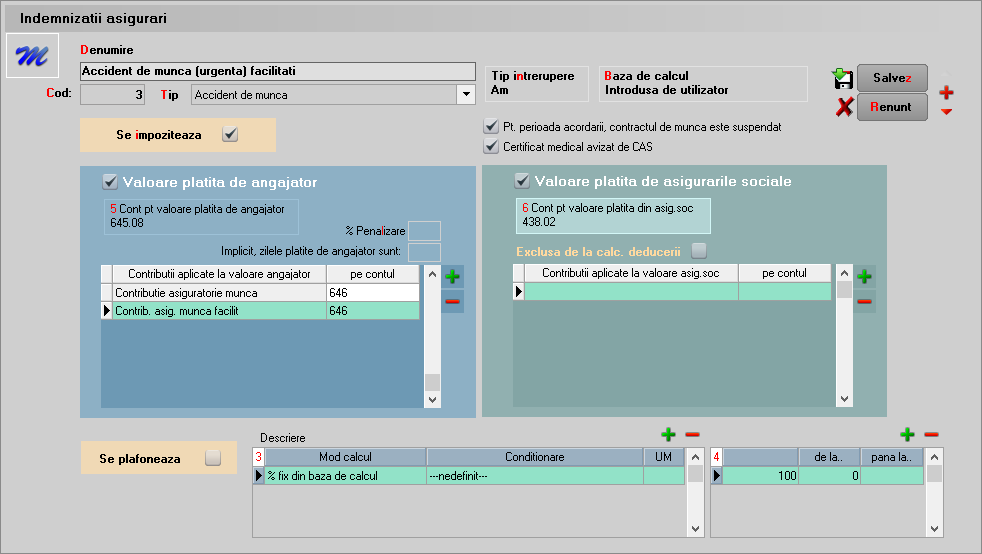 Indemnizatii asigurari
m
Denumire
Accident de munca (urgenta) facilitati
Cod: 3 Tip Accident de munca
Tip intrerupere
Am
Baza de calcul
Introdusa de utilizator
Salvez
Renunt
Se impoziteaza
Pt. perioada acordarii, contractul de munca este suspendat
Certificat medical avizat de CAS
Valoare platita de angajator
5 Cont pt valoare platita de angajator
645.08
% Penalizare
Implicit, zilele platite de angajator sunt:
Contributii aplicate la valoare angajator pe contul
Contributie asiguratorie munca 646
Contrib. asig. munca facilit 646
Valoare platita de asigurarile sociale
6 Cont pt valoare platita din asig.soc
438.02
Exclusa de la calc. deducerii
Contributii aplicate la valoare asig.soc pe contul
Se plafoneaza
Descriere
3 Mod calcul Conditionare UM
% fix din baza de calcul ---nedefinit---
4 de la.. pana la..
100 0